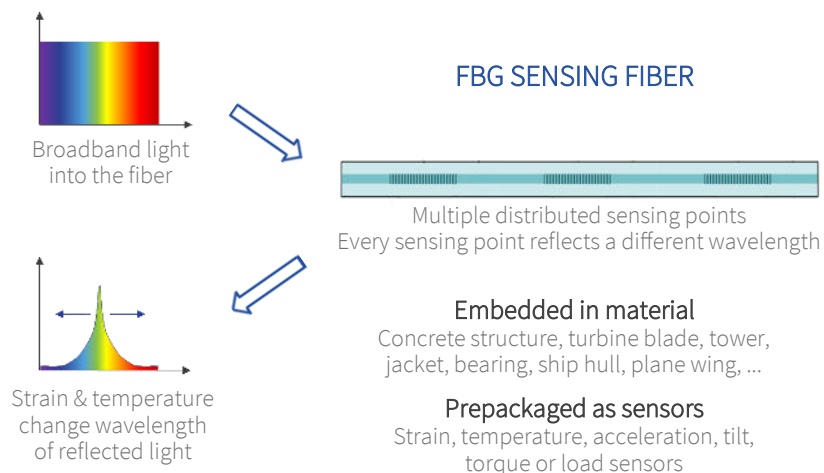 Broadband light
into the fiber
FBG SENSING FIBER
Multiple distributed sensing points
Every sensing point reflects a different wavelength
Strain & temperature
change wavelength
of reflected light
Embedded in material
Concrete structure, turbine blade, tower,
jacket, bearing, ship hull, plane wing, ...
Prepackaged as sensors
Strain, temperature, acceleration, tilt,
torque or load sensors